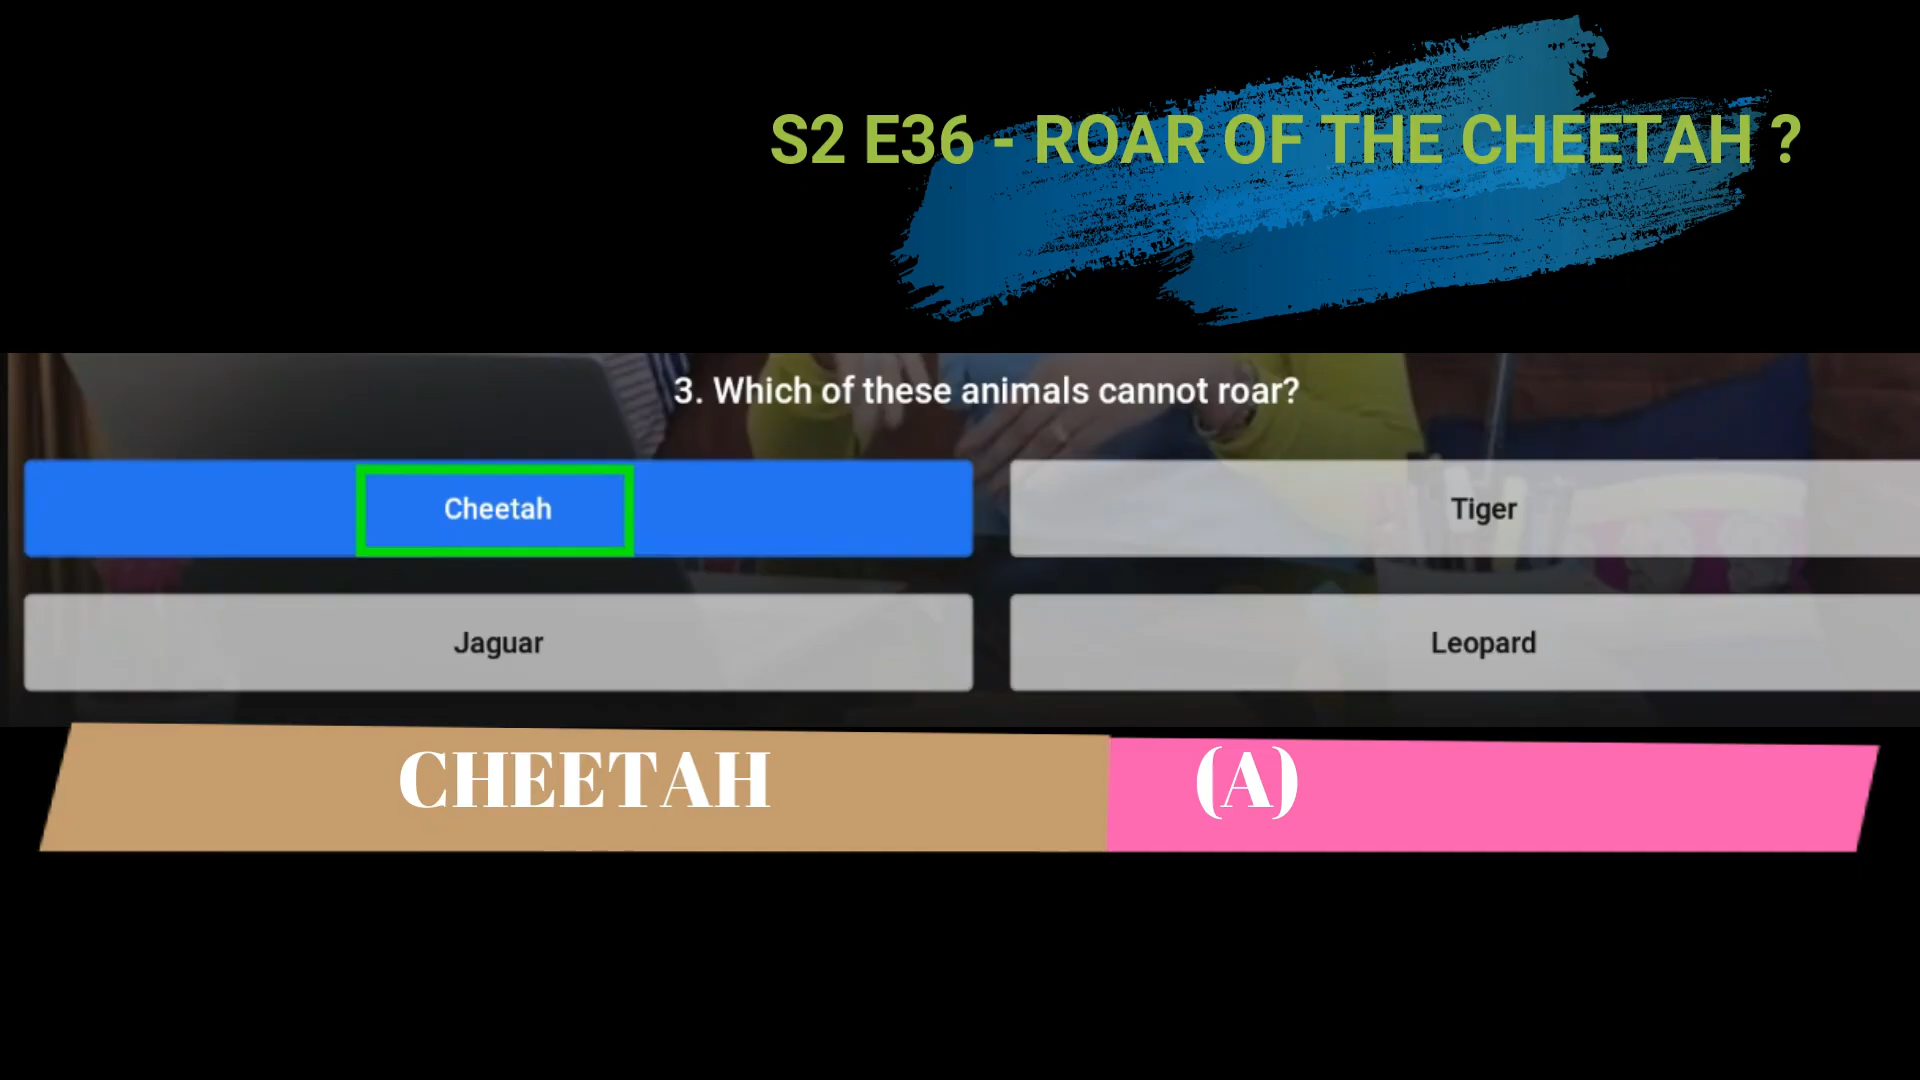 S2 E36 - ROAR OF THE CHEETAH ?
3. Which of these animals cannot roar?
Cheetah
Tiger
Jaguar
Leopard
CHEETAH (A)